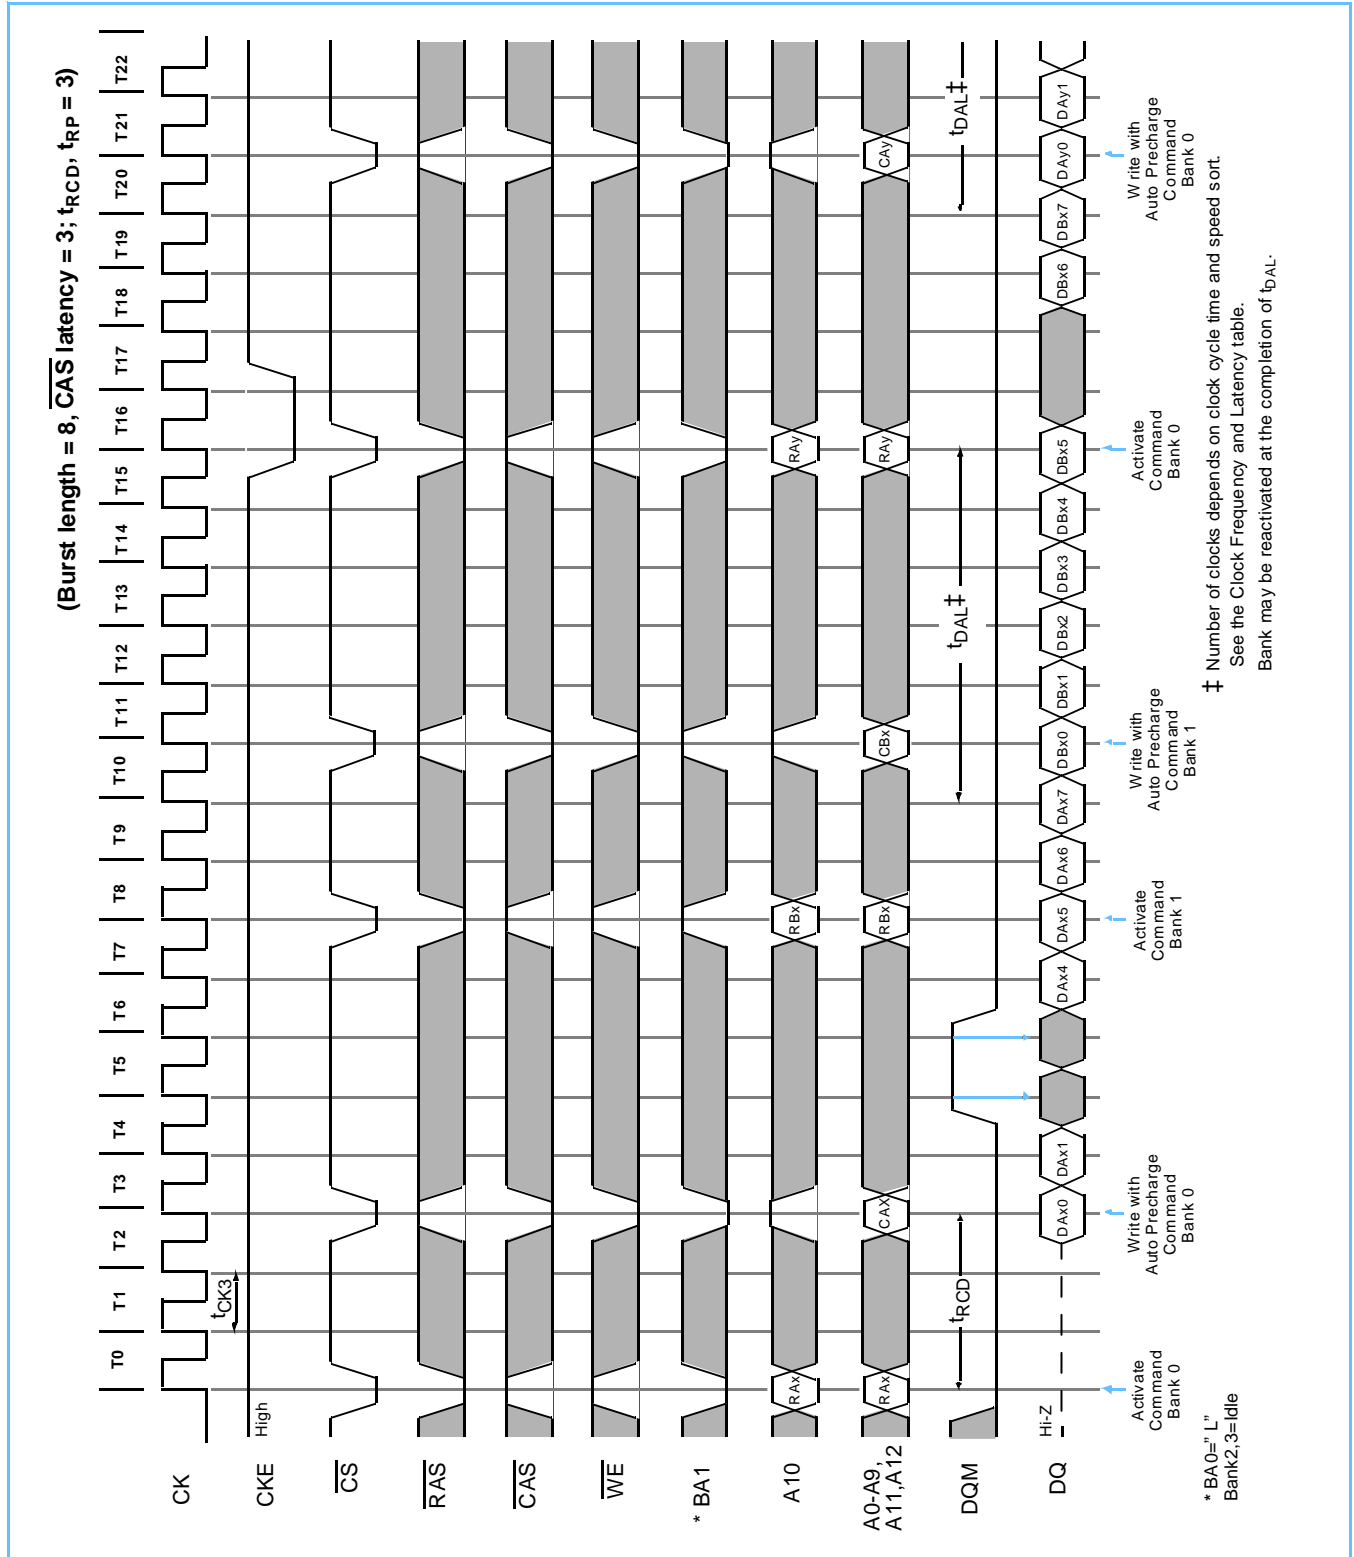 (Burst length = 8, CAS latency = 3; tRCD, tRP = 3)
T0 T1 T2 T3 T4 T5 T6 T7 T8 T9 T10 T11 T12 T13 T14 T15 T16 T17 T18 T19 T20 T21 T22
CK
tCK3
CKE
High
CS
RAS
CAS
WE
* BA1
A10
RAx
RBx
RAy
A0-A9,
A11,A12
RAx
CAX
RBx
CBx
RAy
CAy
DQM
tRCD
tDAL‡
tDAL‡
DQ
Hi-Z
DAx0
DAx1
DAx4
DAx5
DAx6
DAx7
DBx0
DBx1
DBx2
DBx3
DBx4
DBx5
DBx6
DBx7
DAy0
DAy1
Activate
Command
Bank 0
Write with
Auto Precharge
Command
Bank 0
Activate
Command
Bank 1
Write with
Auto Precharge
Command
Bank 1
Activate
Command
Bank 0
Write with
Auto Precharge
Command
Bank 0
* BA0=" L"
Bank2,3=Idle
‡ Number of clocks depends on clock cycle time and speed sort.
See the Clock Frequency and Latency table.
Bank may be reactivated at the completion of tDAL.